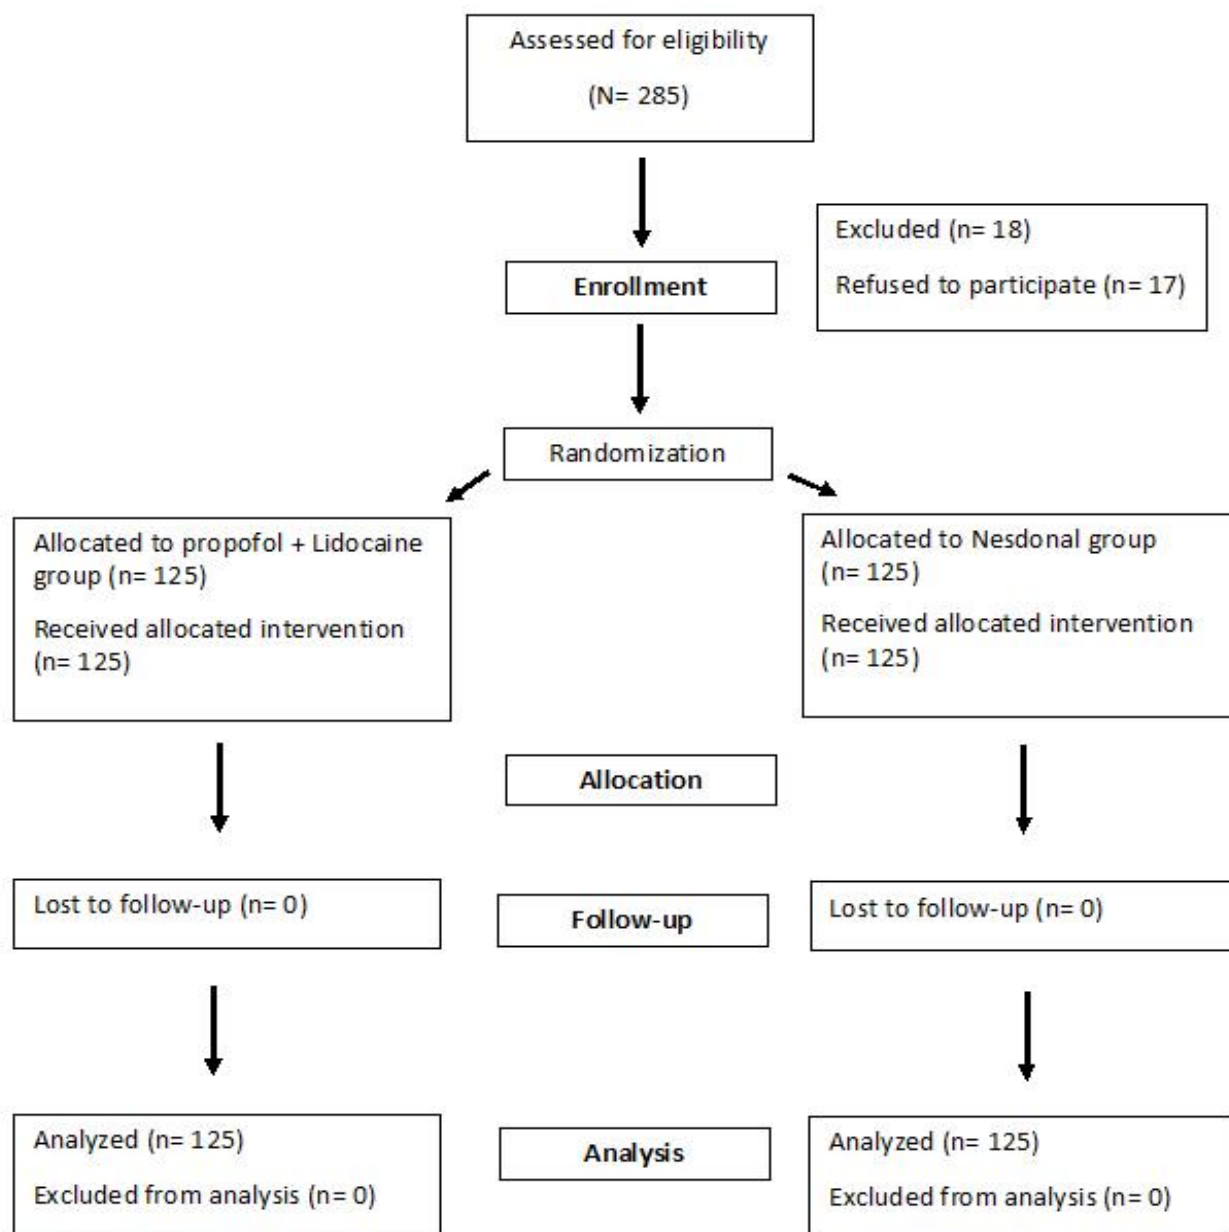 Assessed for eligibility
(N= 285)
Excluded (n= 18)
Refused to participate (n= 17)
Enrollment
Randomization
Allocated to propofol + Lidocaine
group (n= 125)
Received allocated intervention
(n= 125)
Allocated to Nesdonal group
(n= 125)
Received allocated intervention
(n= 125)
Allocation
Lost to follow-up (n= 0)
Follow-up
Lost to follow-up (n= 0)
Analyzed (n= 125)
Excluded from analysis (n= 0)
Analysis
Analyzed (n= 125)
Excluded from analysis (n= 0)